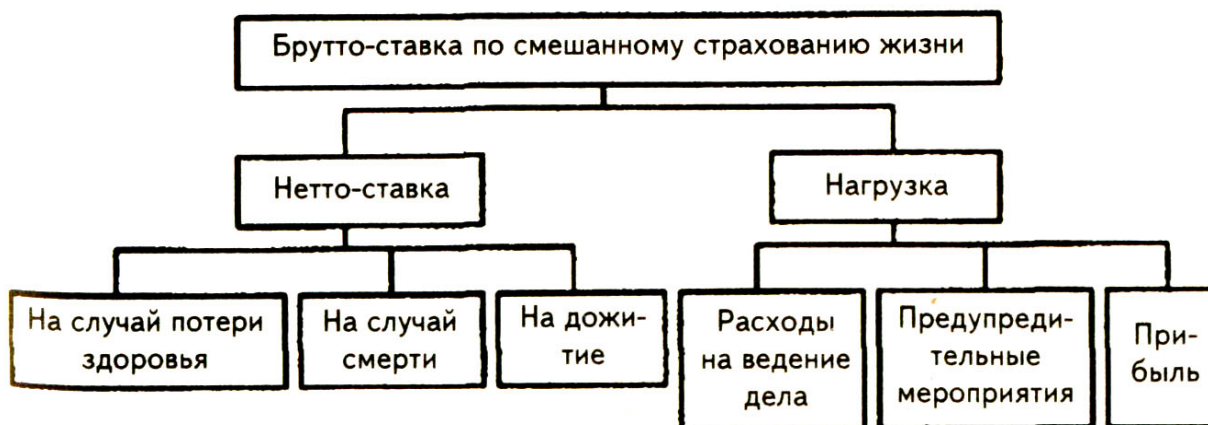 Брутто-ставка по смешанному страхованию жизни
Нетто-ставка
Нагрузка
На случай потери
здоровья
На случай
смерти
На дожи-
тие
Расходы
на ведение
дела
Предупреди-
тельные
мероприятия
При-
быль